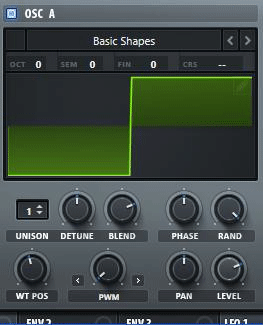 OSC A
Basic Shapes
OCT 0 SEM 0 FIN 0 CRS --
1
UNISON DETUNE BLEND PHASE RAND
WT POS PWM PAN LEVEL
ENV 2 ENV 3 LFO 1